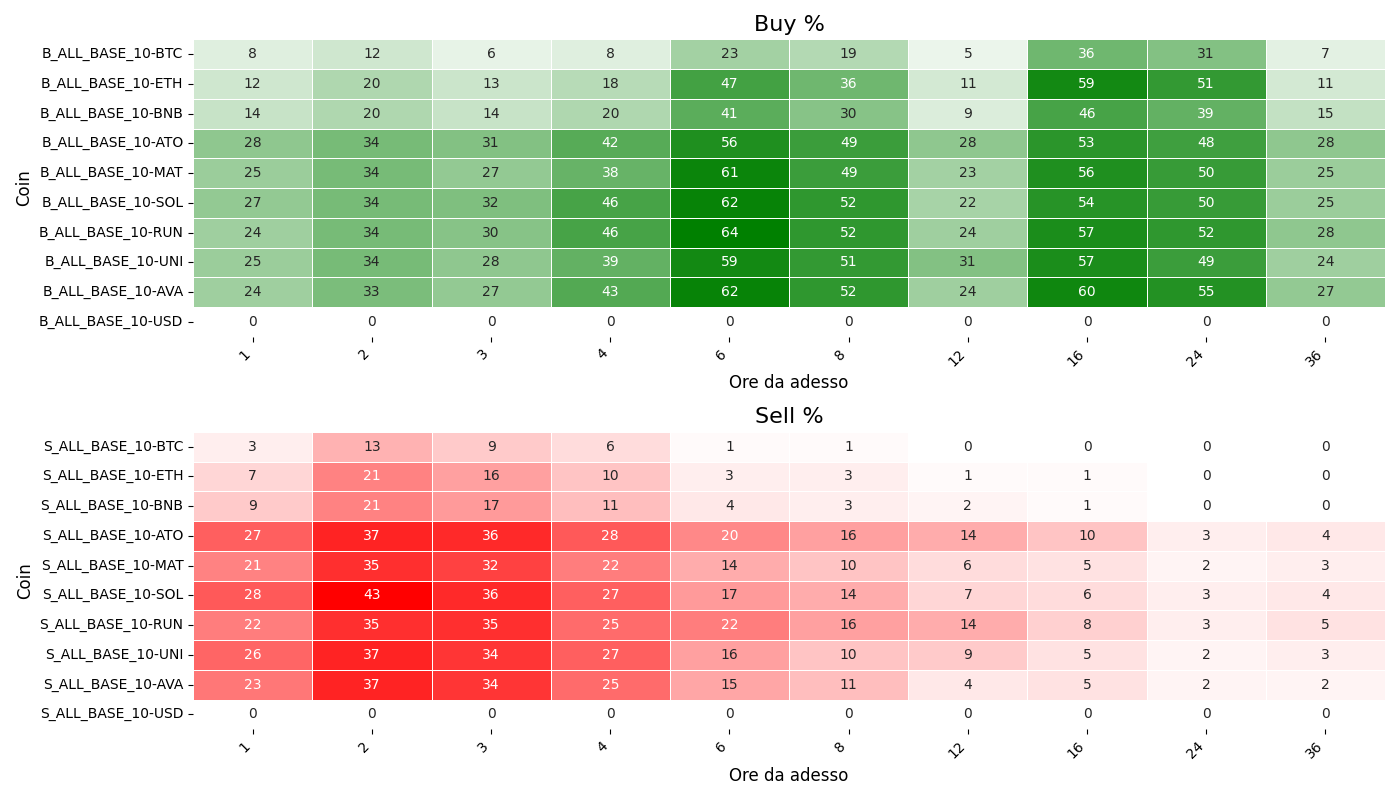 Buy %
Coin
B_ALL_BASE_10-BTC 8 12 6 8 23 19 5 36 31 7
B_ALL_BASE_10-ETH 12 20 13 18 47 36 11 59 51 11
B_ALL_BASE_10-BNB 14 20 14 20 41 30 9 46 39 15
B_ALL_BASE_10-ATO 28 34 31 42 56 49 28 53 48 28
B_ALL_BASE_10-MAT 25 34 27 38 61 49 23 56 50 25
B_ALL_BASE_10-SOL 27 34 32 46 62 52 22 54 50 25
B_ALL_BASE_10-RUN 24 34 30 46 64 52 24 57 52 28
B_ALL_BASE_10-UNI 25 34 28 39 59 51 31 57 49 24
B_ALL_BASE_10-AVA 24 33 27 43 62 52 24 60 55 27
B_ALL_BASE_10-USD 0 0 0 0 0 0 0 0 0 0
1 2 3 4 6 8 12 16 24 36
Ore da adesso
Sell %
Coin
S_ALL_BASE_10-BTC 3 13 9 6 1 1 0 0 0 0
S_ALL_BASE_10-ETH 7 21 16 10 3 3 1 1 0 0
S_ALL_BASE_10-BNB 9 21 17 11 4 3 2 1 0 0
S_ALL_BASE_10-ATO 27 37 36 28 20 16 14 10 3 4
S_ALL_BASE_10-MAT 21 35 32 22 14 10 6 5 2 3
S_ALL_BASE_10-SOL 28 43 36 27 17 14 7 6 3 4
S_ALL_BASE_10-RUN 22 35 35 25 22 16 14 8 3 5
S_ALL_BASE_10-UNI 26 37 34 27 16 10 9 5 2 3
S_ALL_BASE_10-AVA 23 37 34 25 15 11 4 5 2 2
S_ALL_BASE_10-USD 0 0 0 0 0 0 0 0 0 0
1 2 3 4 6 8 12 16 24 36
Ore da adesso